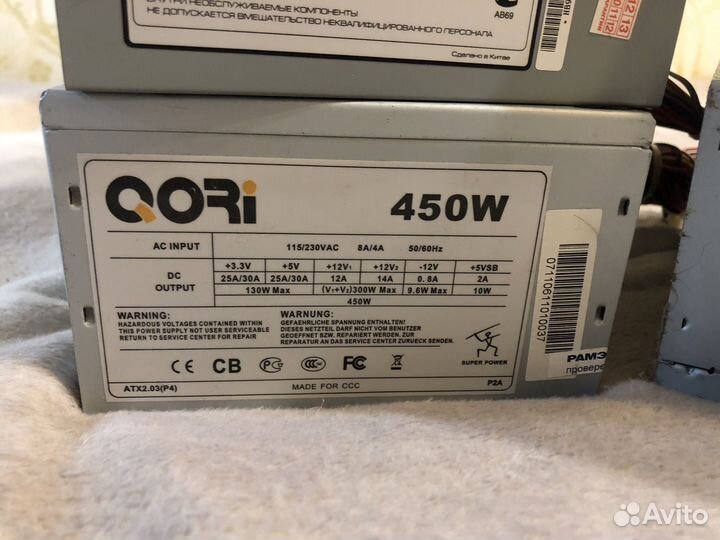 ВНУТРИ НЕОБСЛУЖИВАЕМЫЕ КОМПОНЕНТЫ
НЕ ДОПУСКАЕТСЯ ВМЕШАТЕЛЬСТВО НЕКВАЛИФИЦИРОВАННОГО ПЕРСОНАЛА
AB69
Сделано в Китае
QORi
450W
AC INPUT 115/230VAC 8A/4A 50/60Hz
DC OUTPUT
+3.3V +5V +12V1 +12V2 -12V +5VSB
25A/30A 25A/30A 12A 14A 0.8A 2A
130W Max (V1+V2)300W Max 9.6W Max 10W
450W
WARNING:
HAZARDOUS VOLTAGES CONTAINED WITHIN
THIS POWER SUPPLY NOT USER SERVICEABLE
RETURN TO SERVICE CENTER FOR REPAIR
WARNUNG:
GEFAEHRLICHE SPANNUNG ENTHALTEN!
DIESES NETZTEIL DARF NICHT VOM BENUTZER
GEOEFFNET BZW. REPARIERT WERDEN. ZUR
REPARATUR AN DAS SERVICE CENTER ZURUECK SENDEN.
CE CB CCC FC
SUPER POWER
ATX2.03(P4) MADE FOR CCC P2A
071106110110037
РАМЭ
провере
Avito